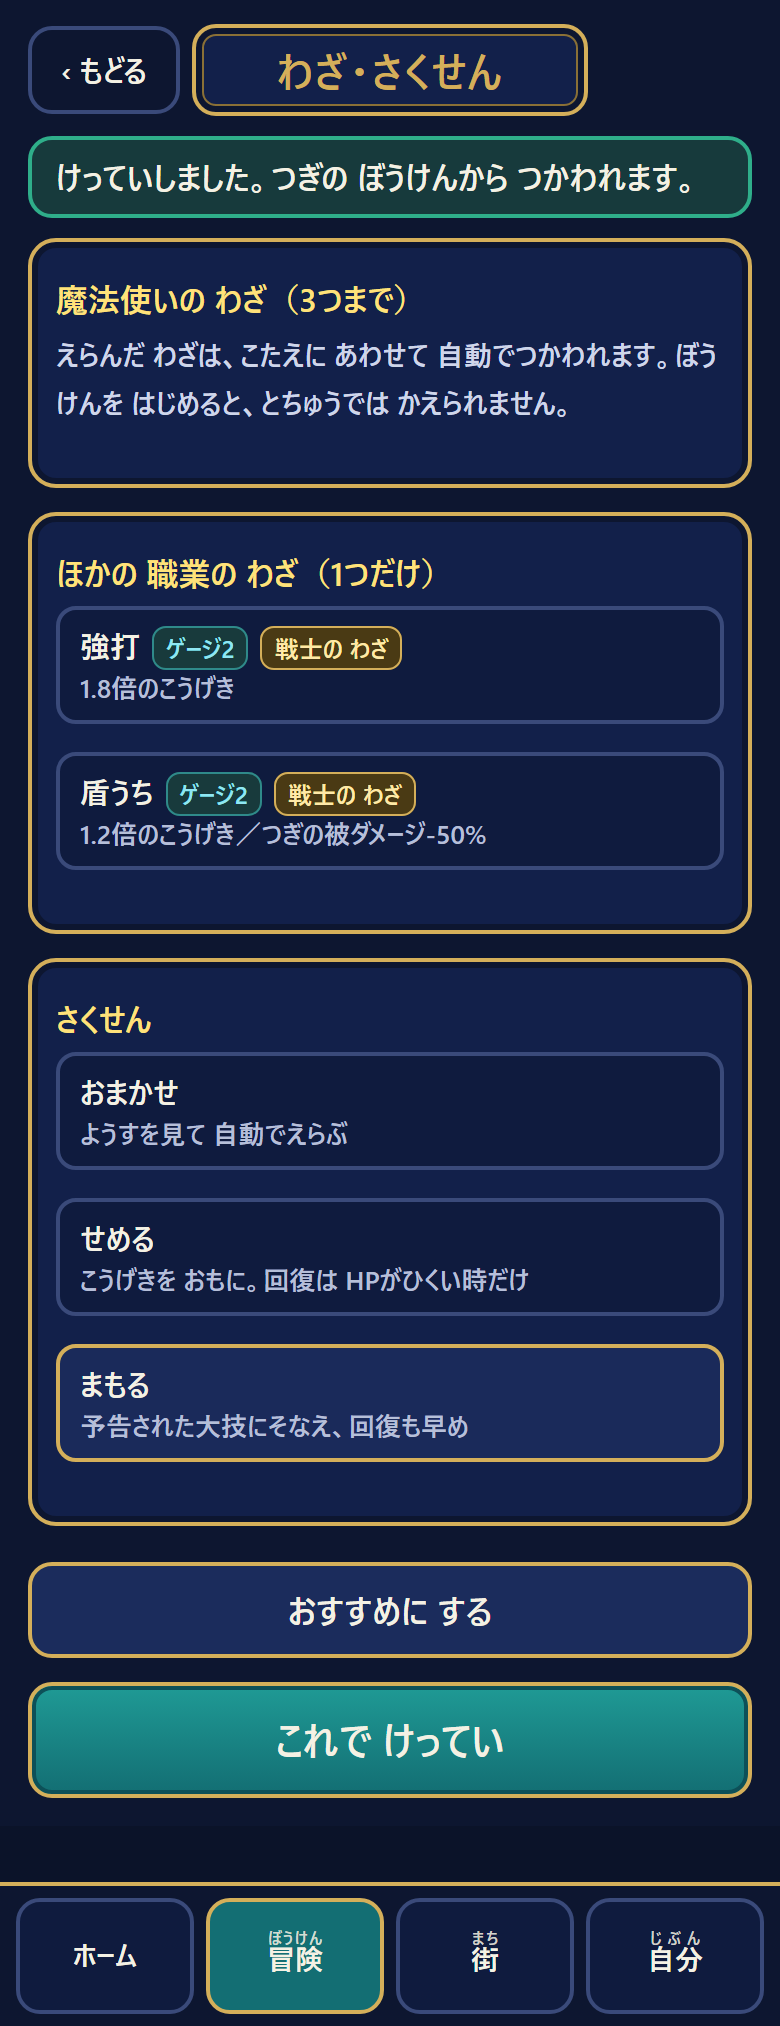 ‹ もどる
わざ・さくせん
けっていしました。つぎの ぼうけんから つかわれます。
魔法使いの わざ（3つまで）
えらんだ わざは、こたえに あわせて 自動でつかわれます。ぼう
けんを はじめると、とちゅうでは かえられません。
ほかの 職業の わざ（1つだけ）
強打 ゲージ2 戦士の わざ
1.8倍のこうげき
盾うち ゲージ2 戦士の わざ
1.2倍のこうげき／つぎの被ダメージ-50%
さくせん
おまかせ
ようすを見て 自動でえらぶ
せめる
こうげきを おもに。回復は HPがひくい時だけ
まもる
予告された大技にそなえ、回復も早め
おすすめに する
これで けってい
ホーム
ぼうけん
冒険
まち
街
じぶん
自分